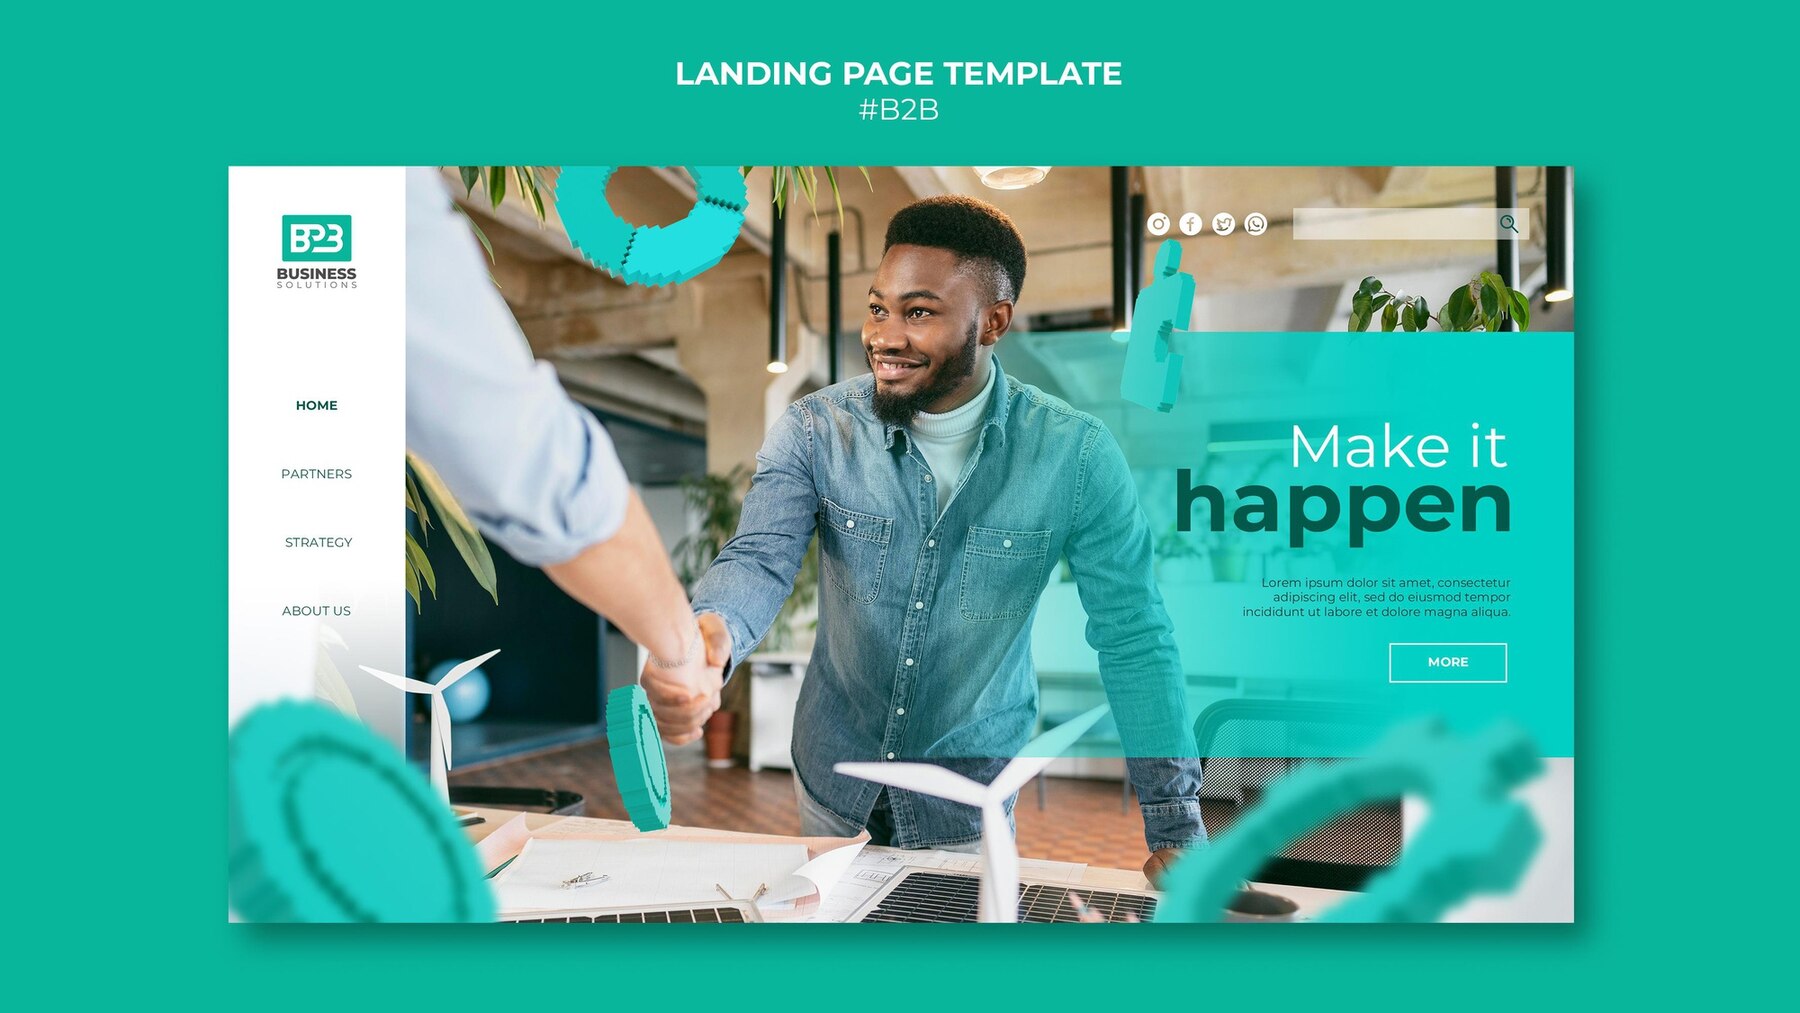 LANDING PAGE TEMPLATE
#B2B
B2B
BUSINESS
SOLUTIONS
HOME
PARTNERS
STRATEGY
ABOUT US
Make it
happen
Lorem ipsum dolor sit amet, consectetur
adipiscing elit, sed do eiusmod tempor
incididunt ut labore et dolore magna aliqua.
MORE